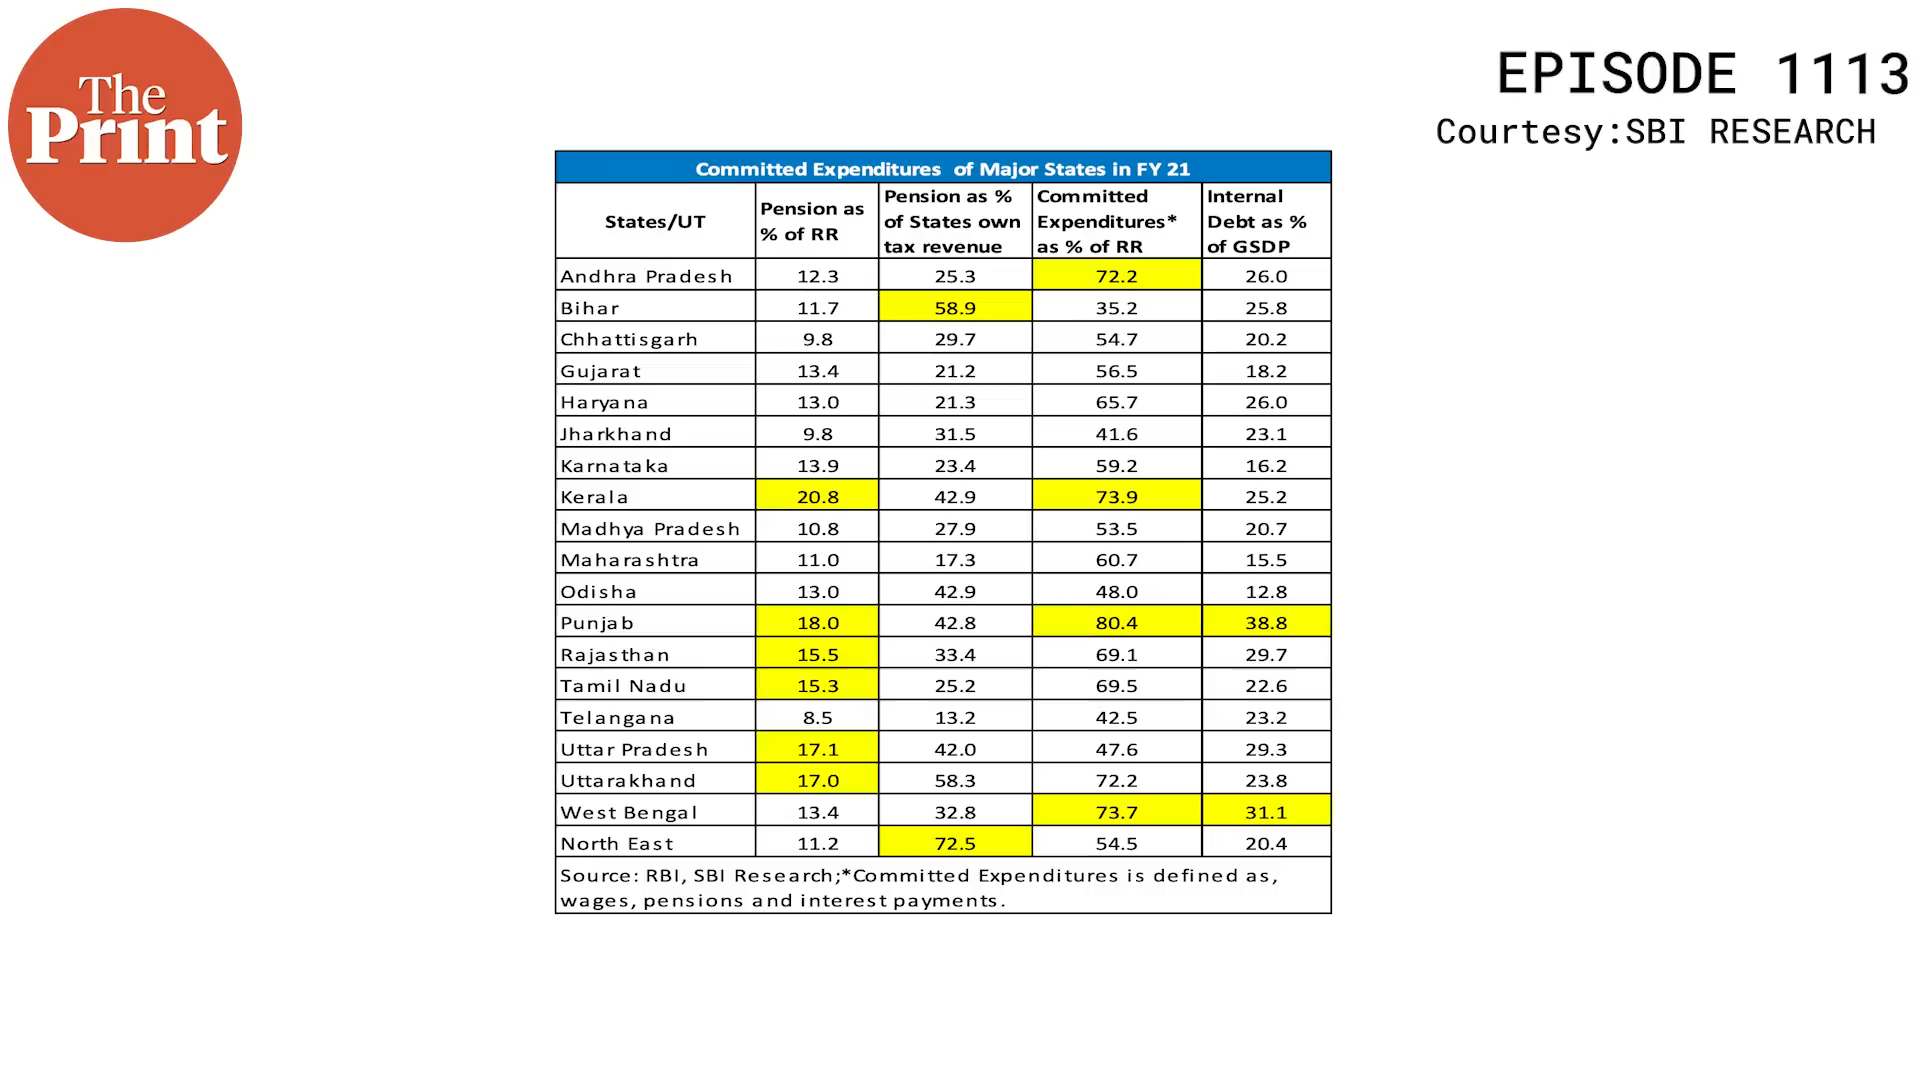 The
Print
EPISODE 1113
Courtesy:SBI RESEARCH
Committed Expenditures of Major States in FY 21
States/UT Pension as % of RR Pension as % of States own tax revenue Committed Expenditures* as % of RR Internal Debt as % of GSDP
Andhra Pradesh 12.3 25.3 72.2 26.0
Bihar 11.7 58.9 35.2 25.8
Chhattisgarh 9.8 29.7 54.7 20.2
Gujarat 13.4 21.2 56.5 18.2
Haryana 13.0 21.3 65.7 26.0
Jharkhand 9.8 31.5 41.6 23.1
Karnataka 13.9 23.4 59.2 16.2
Kerala 20.8 42.9 73.9 25.2
Madhya Pradesh 10.8 27.9 53.5 20.7
Maharashtra 11.0 17.3 60.7 15.5
Odisha 13.0 42.9 48.0 12.8
Punjab 18.0 42.8 80.4 38.8
Rajasthan 15.5 33.4 69.1 29.7
Tamil Nadu 15.3 25.2 69.5 22.6
Telangana 8.5 13.2 42.5 23.2
Uttar Pradesh 17.1 42.0 47.6 29.3
Uttarakhand 17.0 58.3 72.2 23.8
West Bengal 13.4 32.8 73.7 31.1
North East 11.2 72.5 54.5 20.4
Source: RBI, SBI Research;*Committed Expenditures is defined as,
wages, pensions and interest payments.